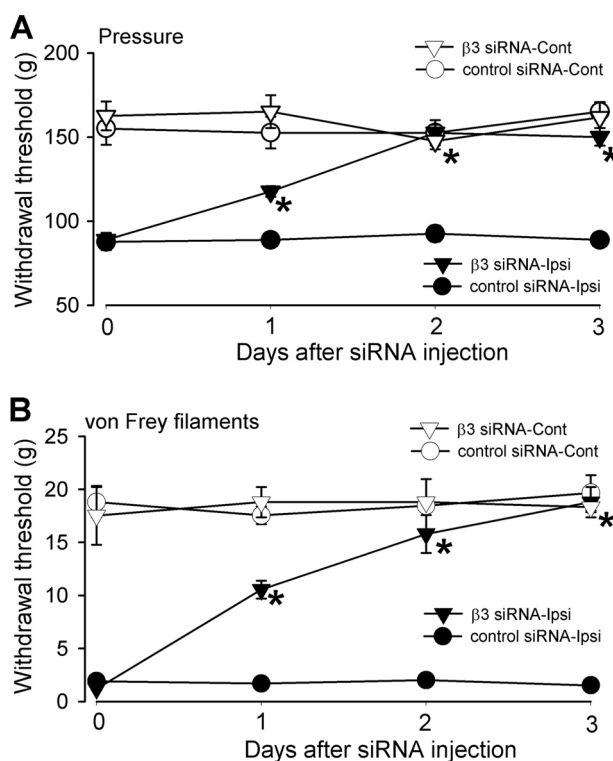 A
Pressure
β3 siRNA-Cont
control siRNA-Cont
Withdrawal threshold (g)
200
150
100
50
*
*
*
β3 siRNA-Ipsi
control siRNA-Ipsi
0 1 2 3
Days after siRNA injection
B
von Frey filaments
β3 siRNA-Cont
control siRNA-Cont
Withdrawal threshold (g)
25
20
15
10
5
0
*
*
*
β3 siRNA-Ipsi
control siRNA-Ipsi
0 1 2 3
Days after siRNA injection